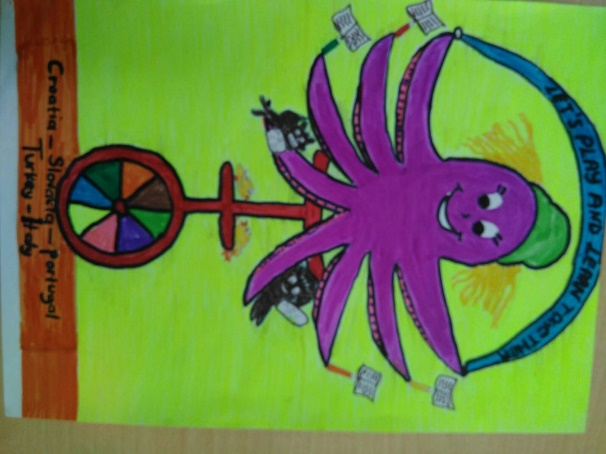 LET'S PLAY AND LEARN TOGETHER
Croatia - Slovakia - Portugal
Turkey - Italy